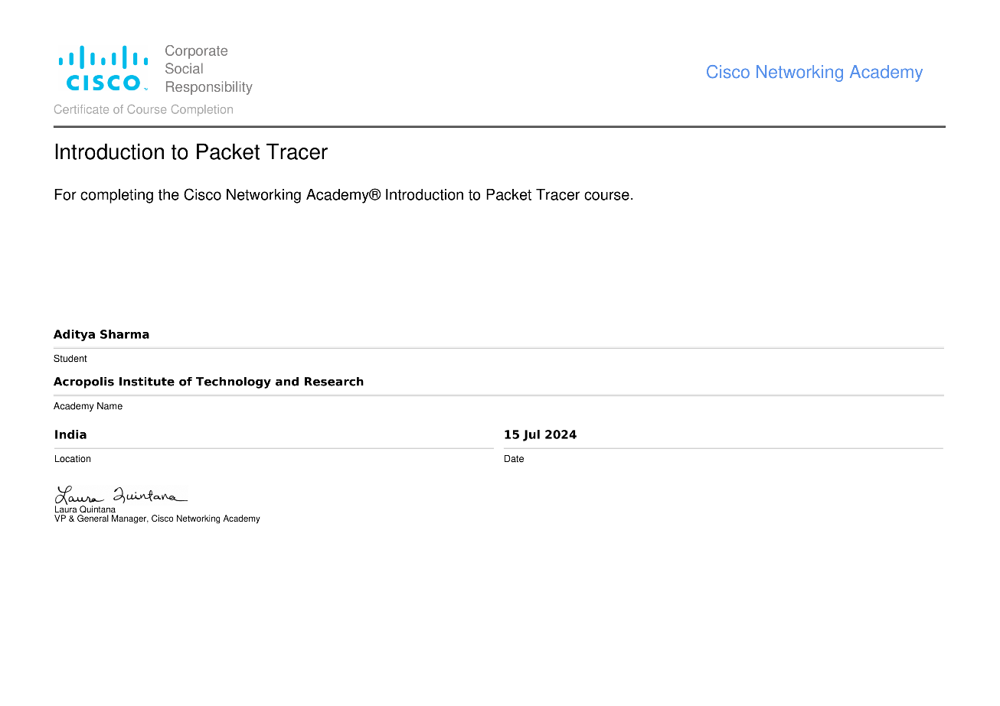 Corporate
Social
Responsibility
CISCO™
Cisco Networking Academy
Certificate of Course Completion
Introduction to Packet Tracer
For completing the Cisco Networking Academy® Introduction to Packet Tracer course.
Aditya Sharma
Student
Acropolis Institute of Technology and Research
Academy Name
India
15 Jul 2024
Location
Date
Laura Quintana
Laura Quintana
VP & General Manager, Cisco Networking Academy